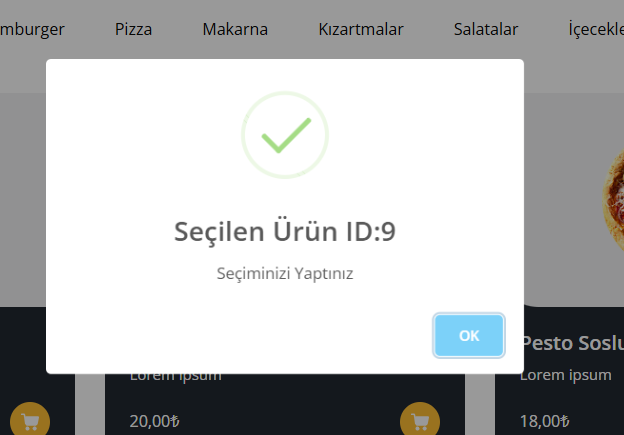 mburger Pizza Makarna Kızartmalar Salatalar İçecekle
Seçilen Ürün ID:9
Seçiminizi Yaptınız
OK
Pesto Soslu
Lorem ipsum Lorem ipsum
20,00₺ 18,00₺